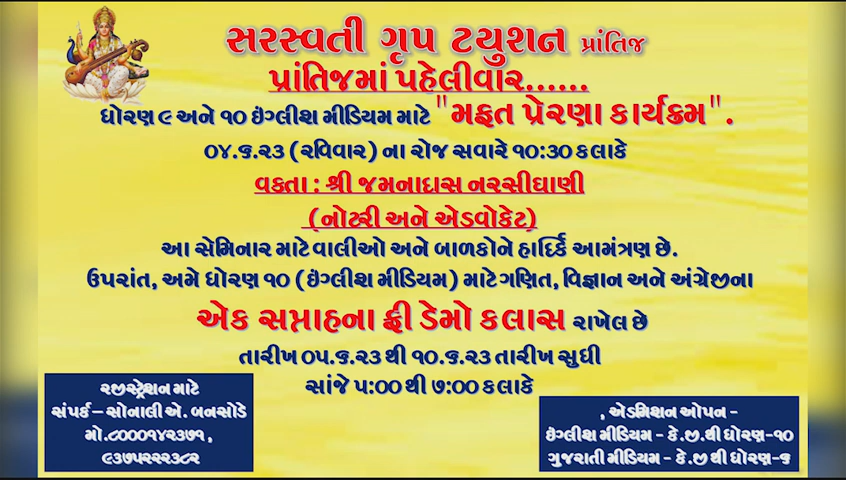 સરસ્વતી ગૃપ ટયુશન પ્રાંતિજ
પ્રાંતિજમાં પહેલીવાર......
ધોરણ ૯ અને ૧૦ ઇંગ્લીશ મીડિયમ માટે "મફત પ્રેરણા કાર્યક્રમ".
૦૪.૬.૨૩ (રવિવાર) ના રોજ સવારે ૧૦:૩૦ કલાકે
વક્તા : શ્રી જમનાદાસ નરસીધાણી
(નોટરી અને એડવોકેટ)
આ સેમિનાર માટે વાલીઓ અને બાળકોને હાર્દિક આમંત્રણ છે.
ઉપરાંત, અમે ધોરણ ૧૦ (ઇંગ્લીશ મીડિયમ) માટે ગણિત, વિજ્ઞાન અને અંગ્રેજીના
એક સપ્તાહના ફ્રી ડેમો કલાસ રાખેલ છે
તારીખ ૦૫.૬.૨૩ થી ૧૦.૬.૨૩ તારીખ સુધી
સાંજે ૫:૦૦ થી ૭:૦૦ કલાકે
રજીસ્ટ્રેશન માટે
સંપર્ક – સોનાલી એ. બનસોડે
મો.૮૦૦૦૧૪૨૩૭૧ ,
૯૩૭૫૨૨૨૩૮૨
, એડમિશન ઓપન –
ઇંગ્લીશ મીડિયમ – કે.જી.થી ધોરણ–૧૦
ગુજરાતી મીડિયમ – કે.જી થી ધોરણ–૬